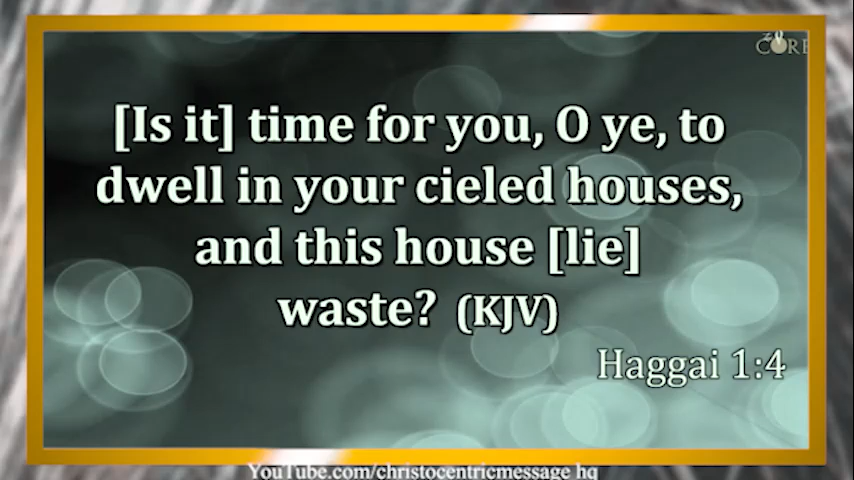 CORE
[Is it] time for you, O ye, to
dwell in your cieled houses,
and this house [lie]
waste? (KJV)
Haggai 1:4
YouTube.com/christocentricmessage hq